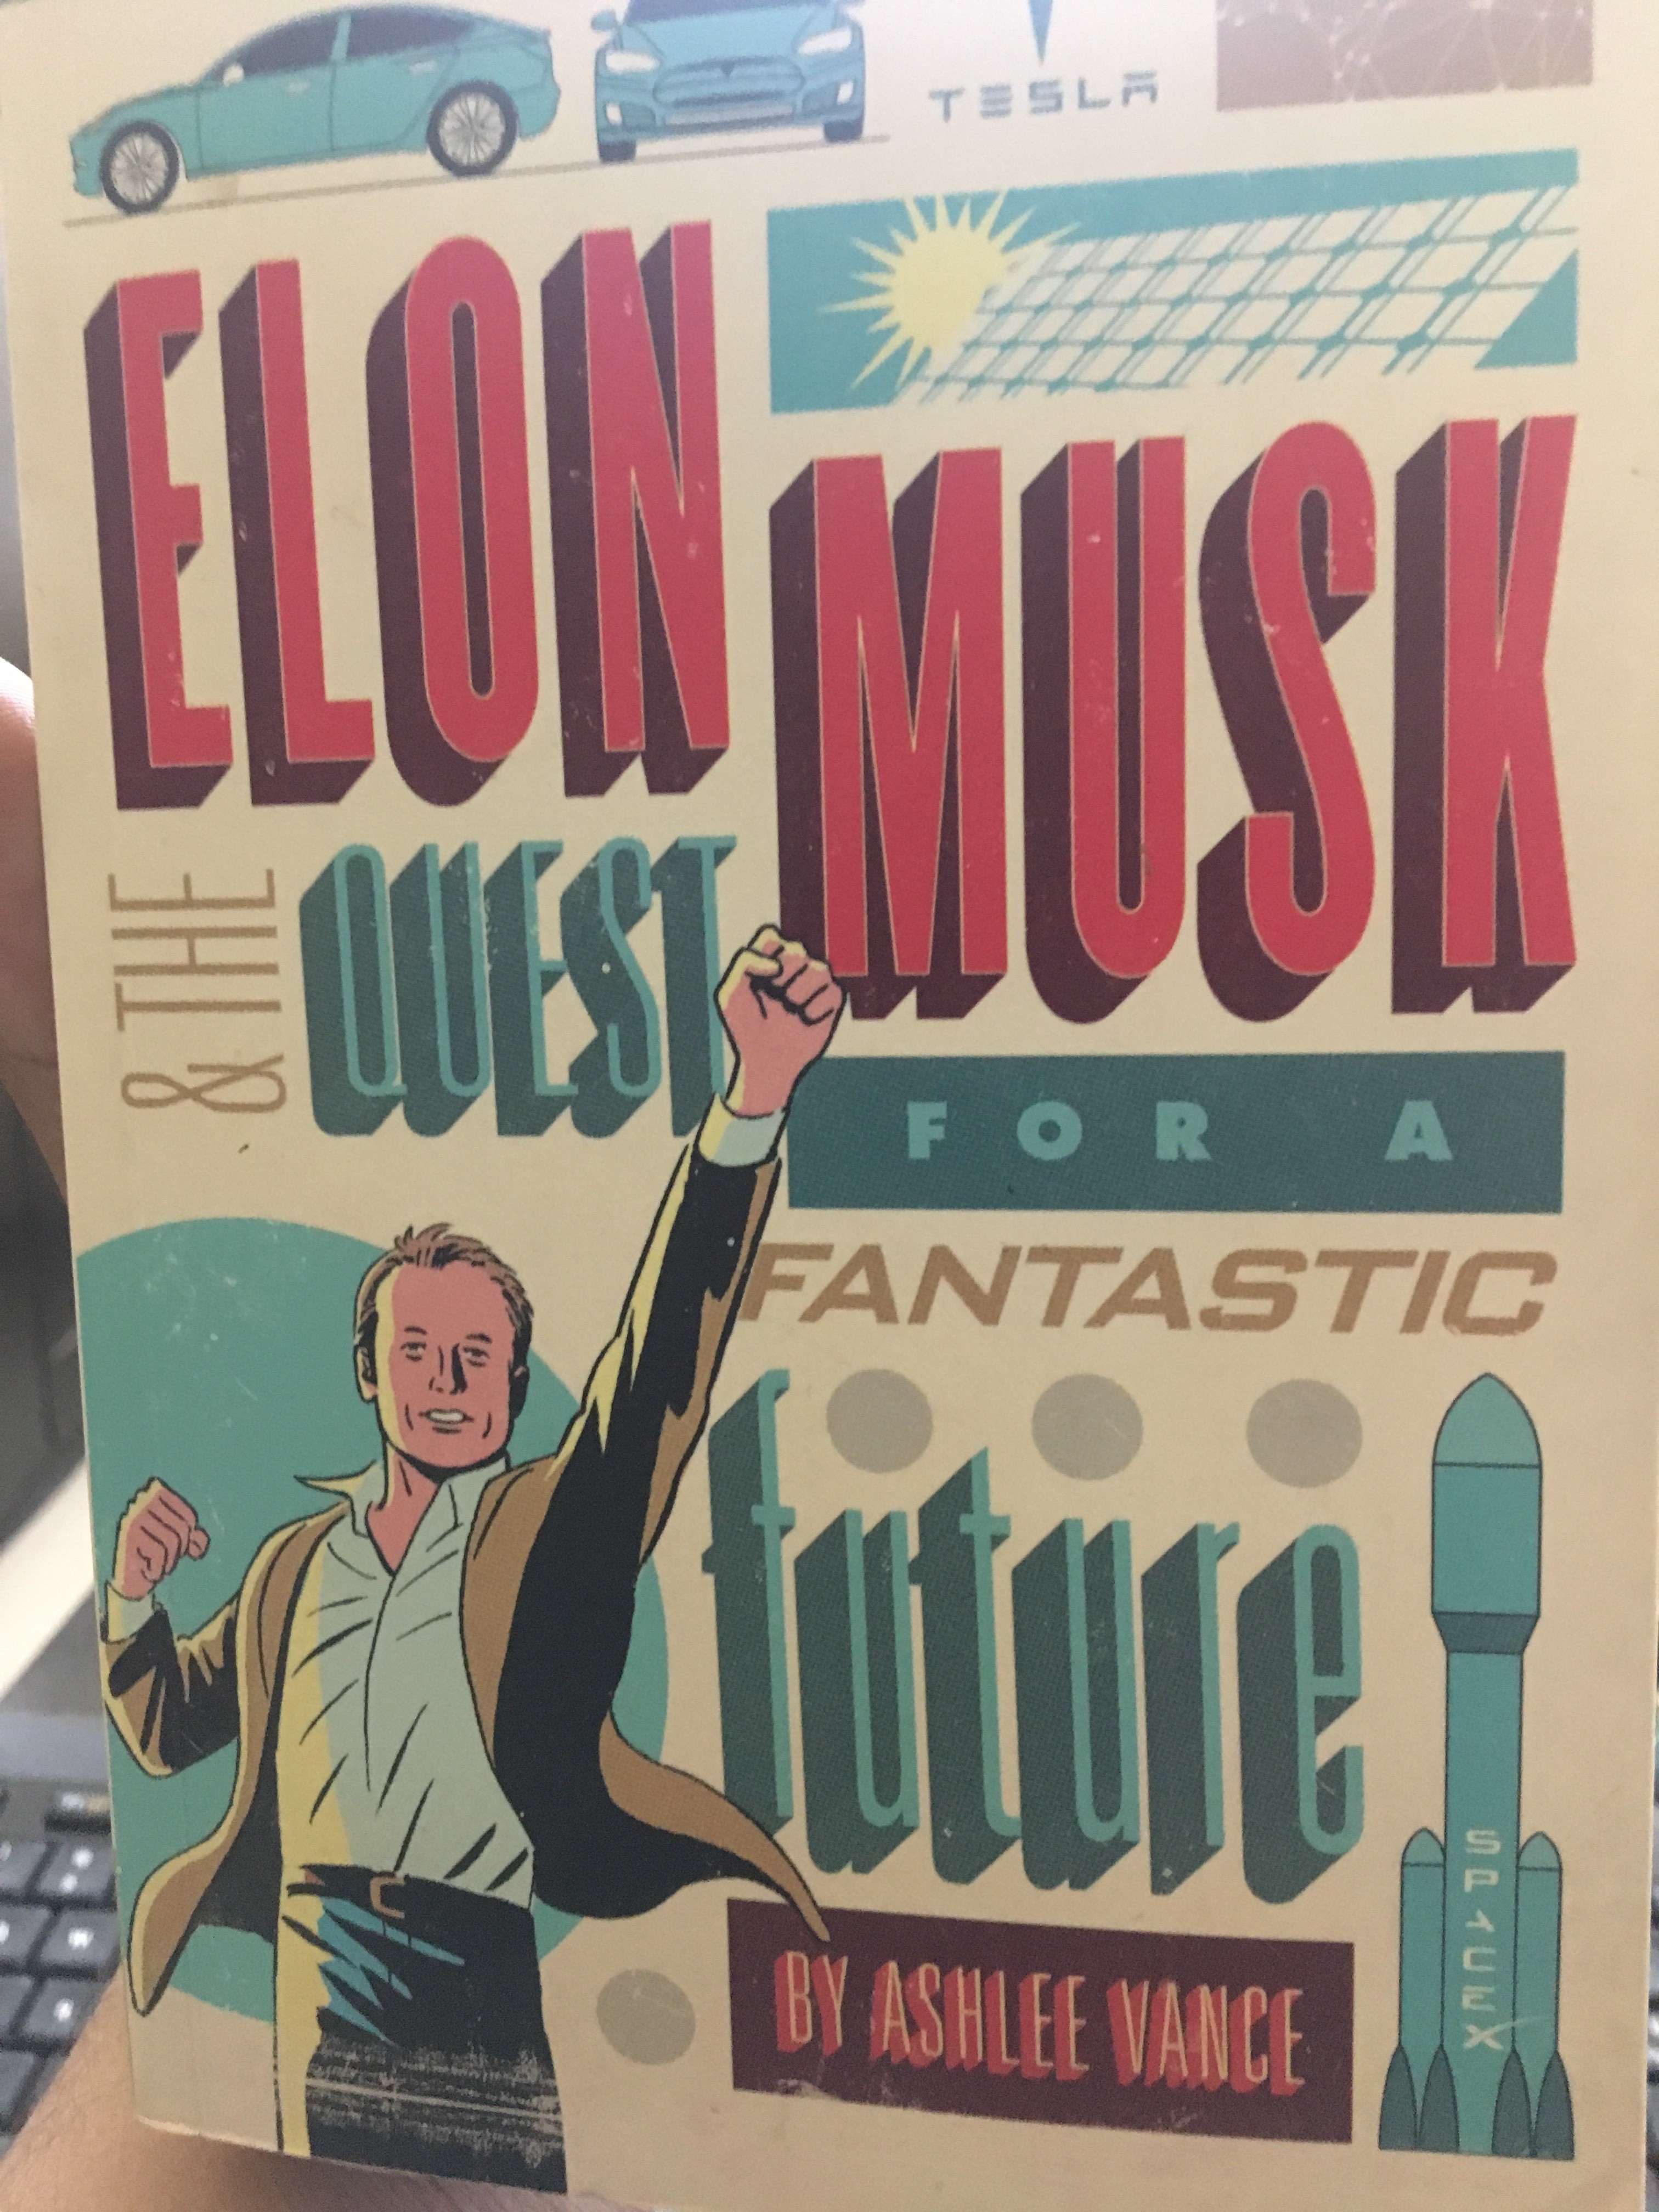 TESLA
ELON
MUSK
& THE
QUEST
FOR A
FANTASTIC
future
SPACEX
BY ASHLEE VANCE